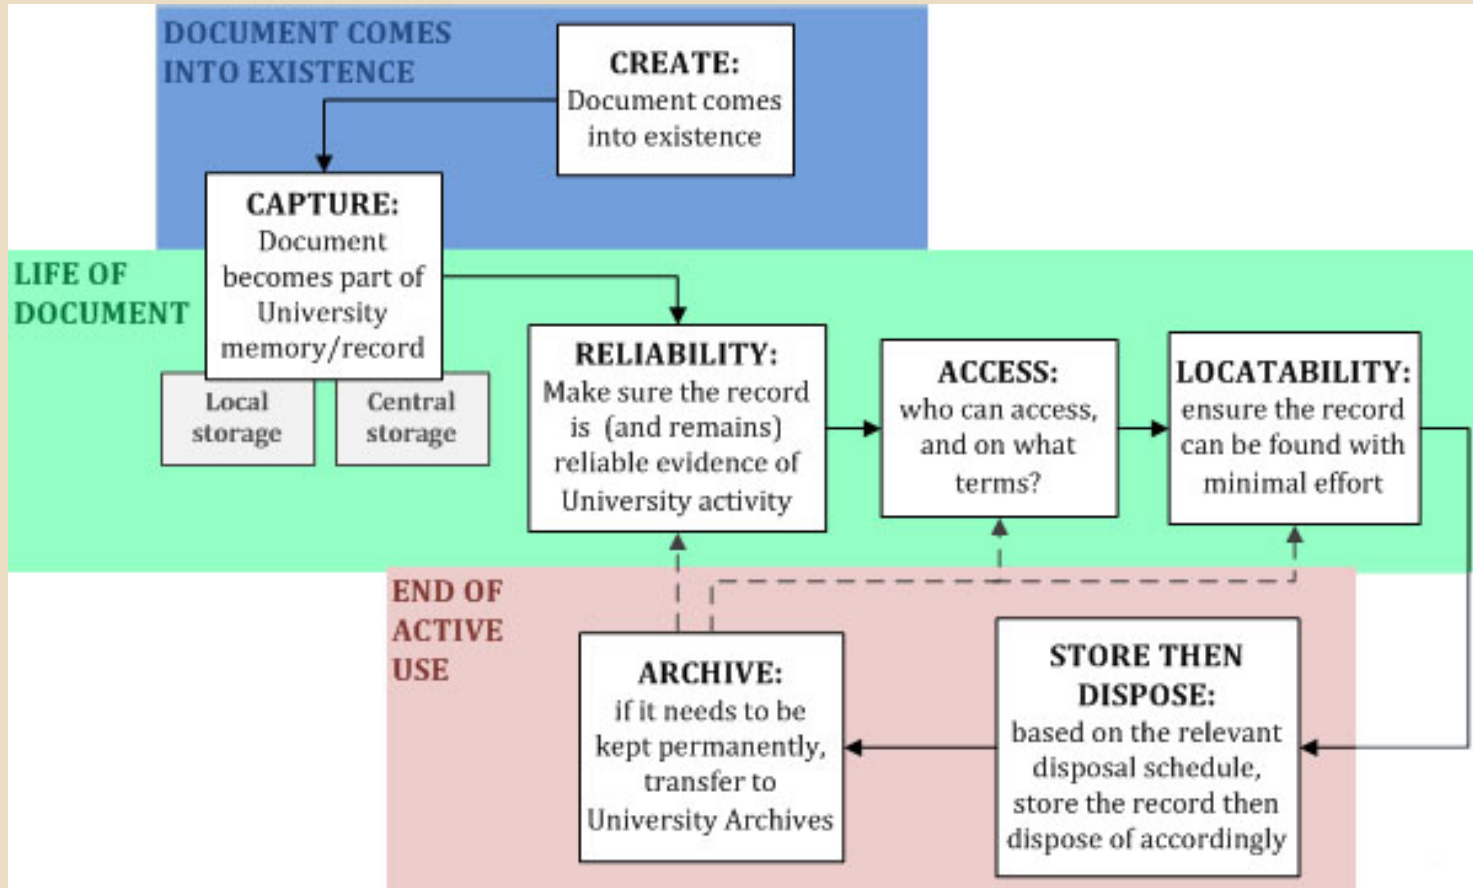 DOCUMENT COMES
INTO EXISTENCE
CREATE:
Document comes
into existence
CAPTURE:
Document
becomes part of
University
memory/record
Local
storage
Central
storage
LIFE OF
DOCUMENT
RELIABILITY:
Make sure the record
is (and remains)
reliable evidence of
University activity
ACCESS:
who can access,
and on what
terms?
LOCATABILITY:
ensure the record
can be found with
minimal effort
END OF
ACTIVE
USE
ARCHIVE:
if it needs to be
kept permanently,
transfer to
University Archives
STORE THEN
DISPOSE:
based on the relevant
disposal schedule,
store the record then
dispose of accordingly